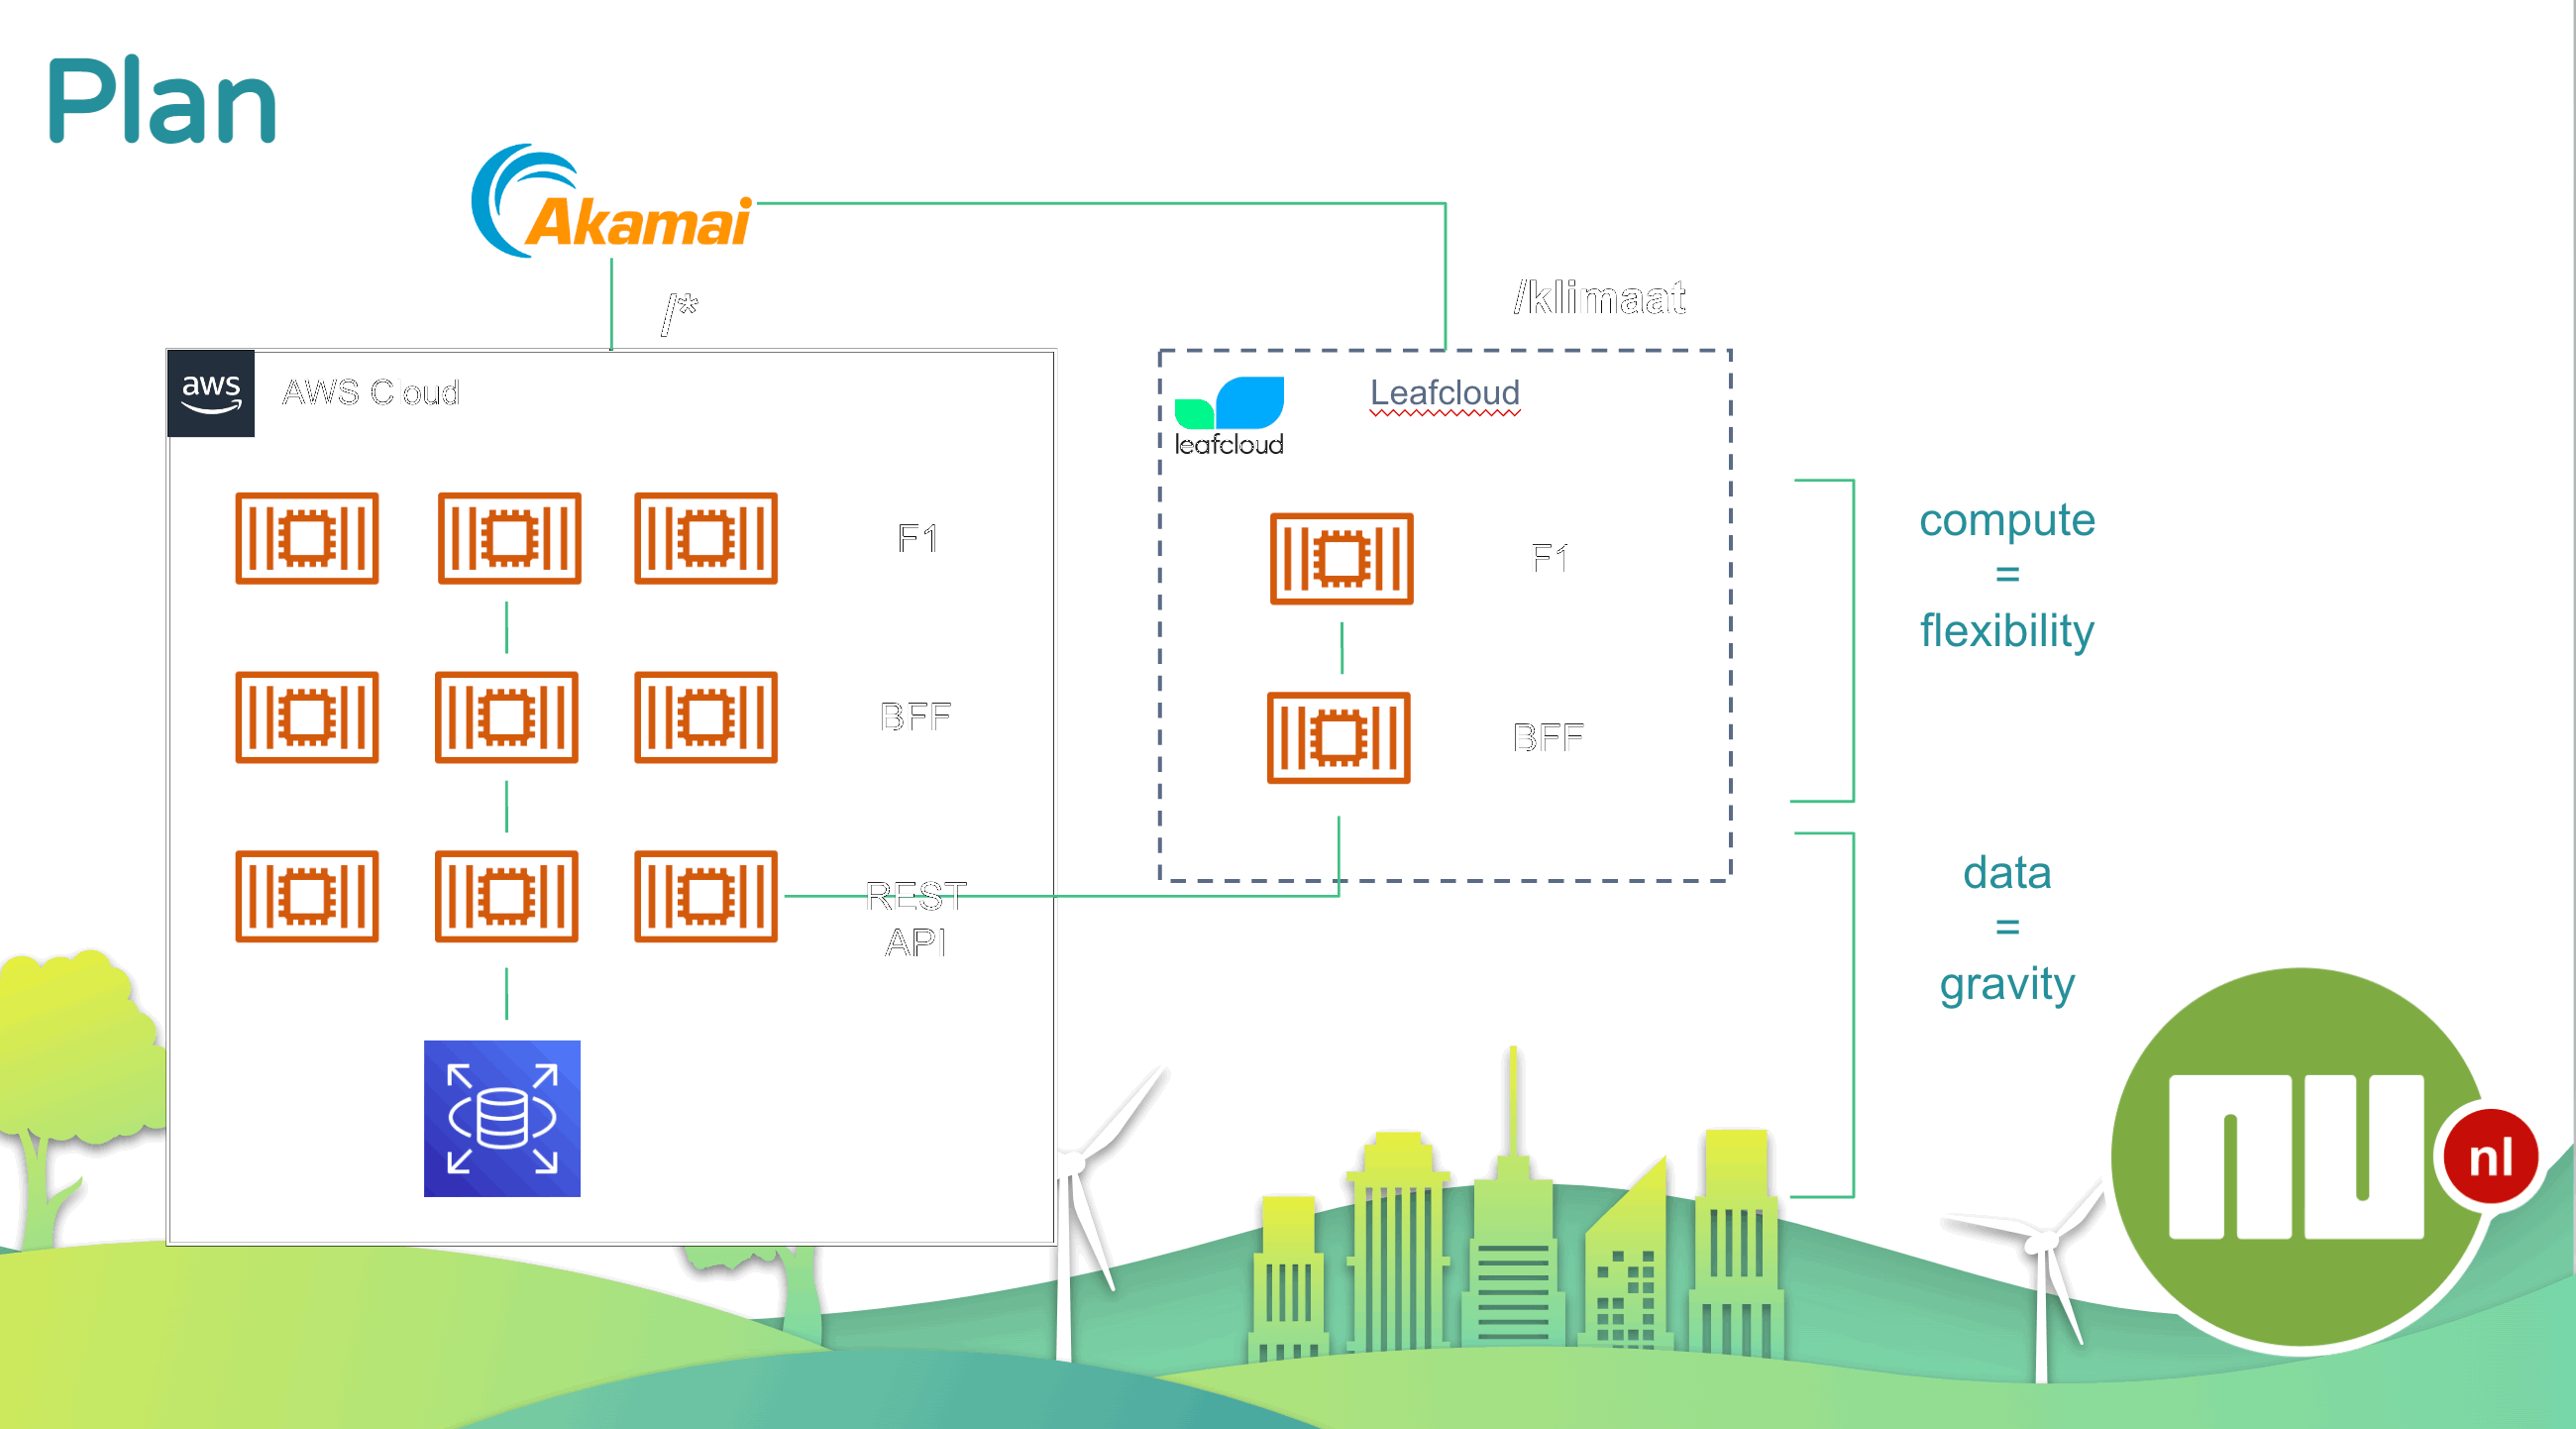 Plan
Akamai
/*
/klimaat
aws
AWS Cloud
leafcloud
Leafcloud
F1
BFF
REST
API
F1
BFF
compute
=
flexibility
data
=
gravity
nu
nl